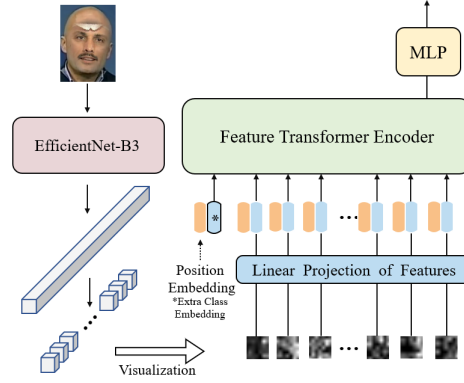 MLP
EfficientNet-B3
Feature Transformer Encoder
*
Position
Embedding
*Extra Class
Embedding
Linear Projection of Features
Visualization